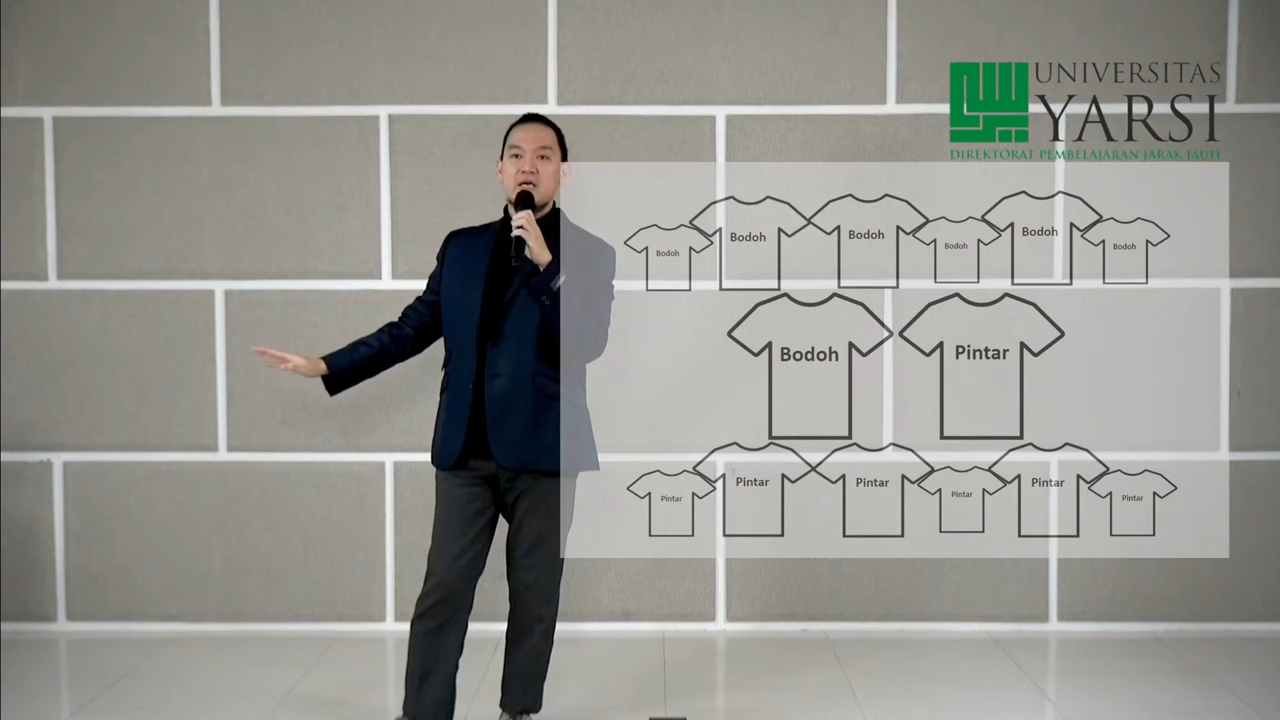 UNIVERSITAS
YARSI
DIREKTORAT PEMBELAJARAN JARAK JAUH
Bodoh Bodoh Bodoh Bodoh Bodoh Bodoh
Bodoh Pintar
Pintar Pintar Pintar Pintar Pintar Pintar